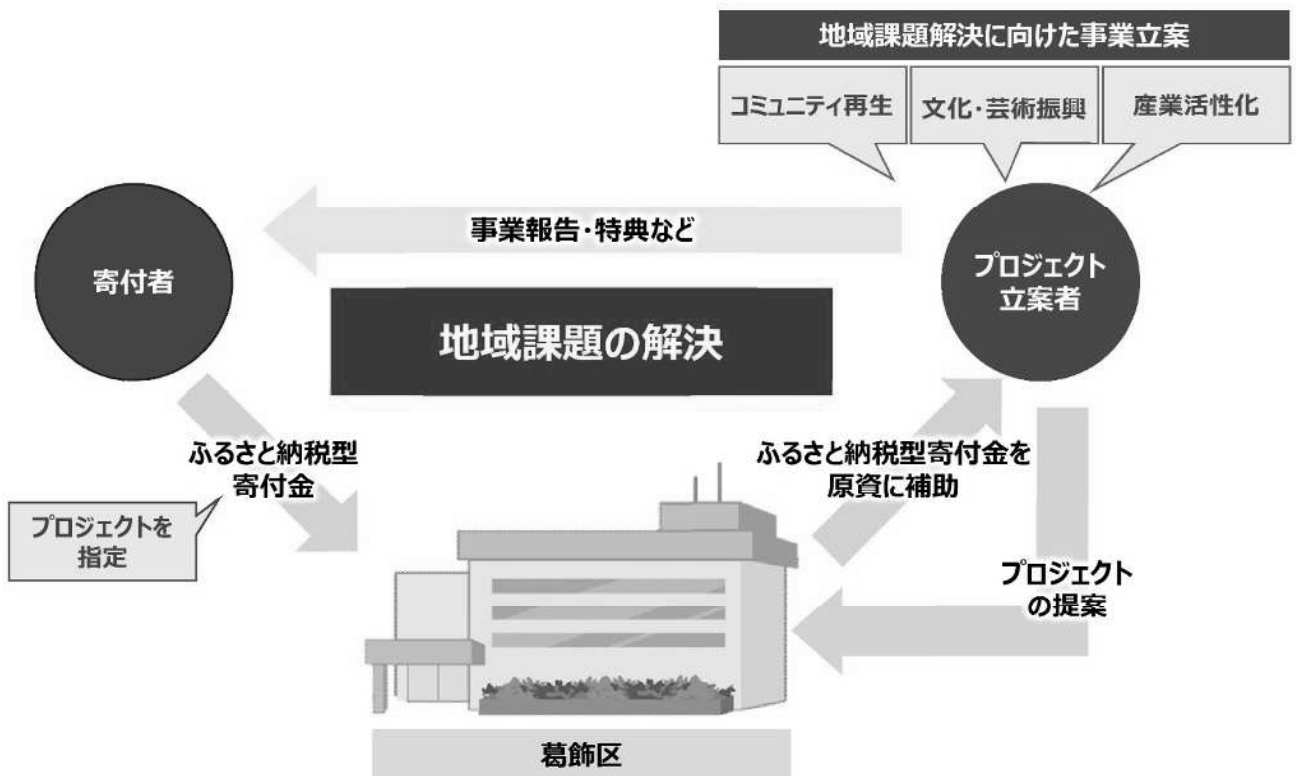 地域課題解決に向けた事業立案
コミュニティ再生
文化・芸術振興
産業活性化
事業報告・特典など
寄付者
プロジェクト
立案者
地域課題の解決
ふるさと納税型
寄付金
プロジェクトを
指定
ふるさと納税型寄付金を
原資に補助
プロジェクト
の提案
葛飾区